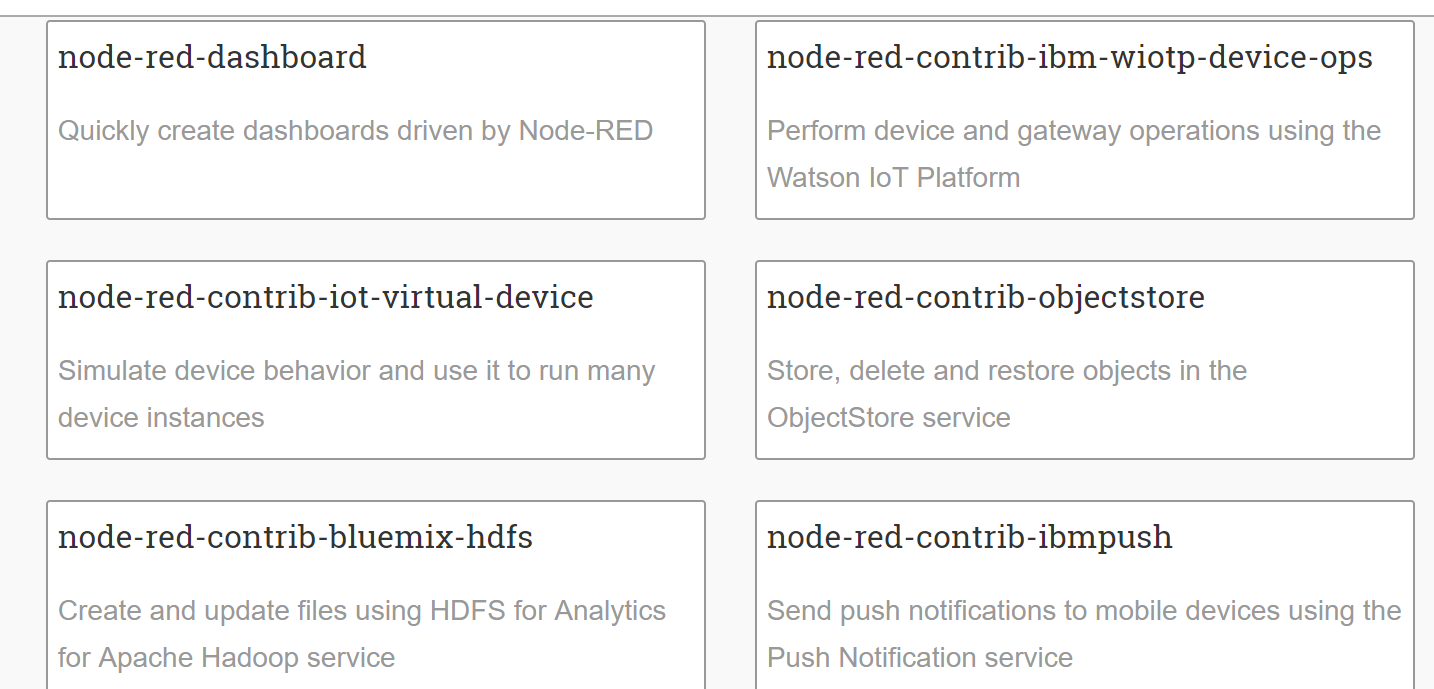 node-red-dashboard
Quickly create dashboards driven by Node-RED
node-red-contrib-ibm-wiotp-device-ops
Perform device and gateway operations using the
Watson IoT Platform
node-red-contrib-iot-virtual-device
Simulate device behavior and use it to run many
device instances
node-red-contrib-objectstore
Store, delete and restore objects in the
ObjectStore service
node-red-contrib-bluemix-hdfs
Create and update files using HDFS for Analytics
for Apache Hadoop service
node-red-contrib-ibmpush
Send push notifications to mobile devices using the
Push Notification service